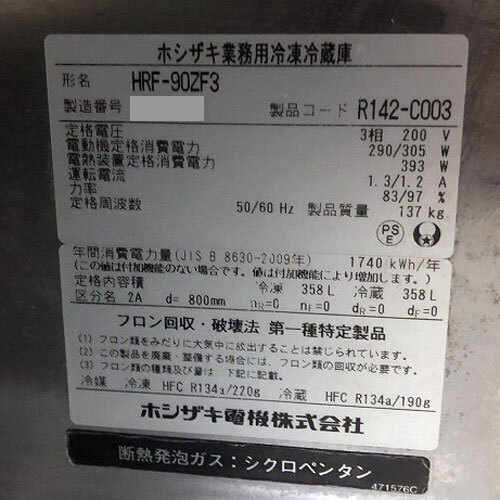 ホシザキ業務用冷凍冷蔵庫
形名 HRF-90ZF3
製造番号 製品コード R142-C003
定格電圧 3相 200 V
電動機定格消費電力 290/305 W
電熱装置定格消費電力 393 W
運転電流 1.3/1.2 A
力率 83/97 %
定格周波数 50/60 Hz 製品質量 137 kg
PS
E
年間消費電力量(JIS B 8630-2009年) 1740 kWh/年
(この値は付加機能のない場合です。値は付加機能により増加します。)
定格内容積 冷凍 358L 冷蔵 358L
区分名 2A d= 800mm nR=0 nF=0 dR=0 dF=0
フロン回収・破壊法 第一種特定製品
(1) フロン類をみだりに大気中に放出することは禁じられています。
(2) この製品を廃棄・整備する場合には、フロン類の回収が必要です。
(3) フロン類の種類及び量は 下記に記載。
冷媒 冷凍 HFC R134a/220g 冷蔵 HFC R134a/190g
ホシザキ電機株式会社
断熱発泡ガス：シクロペンタン
471576C